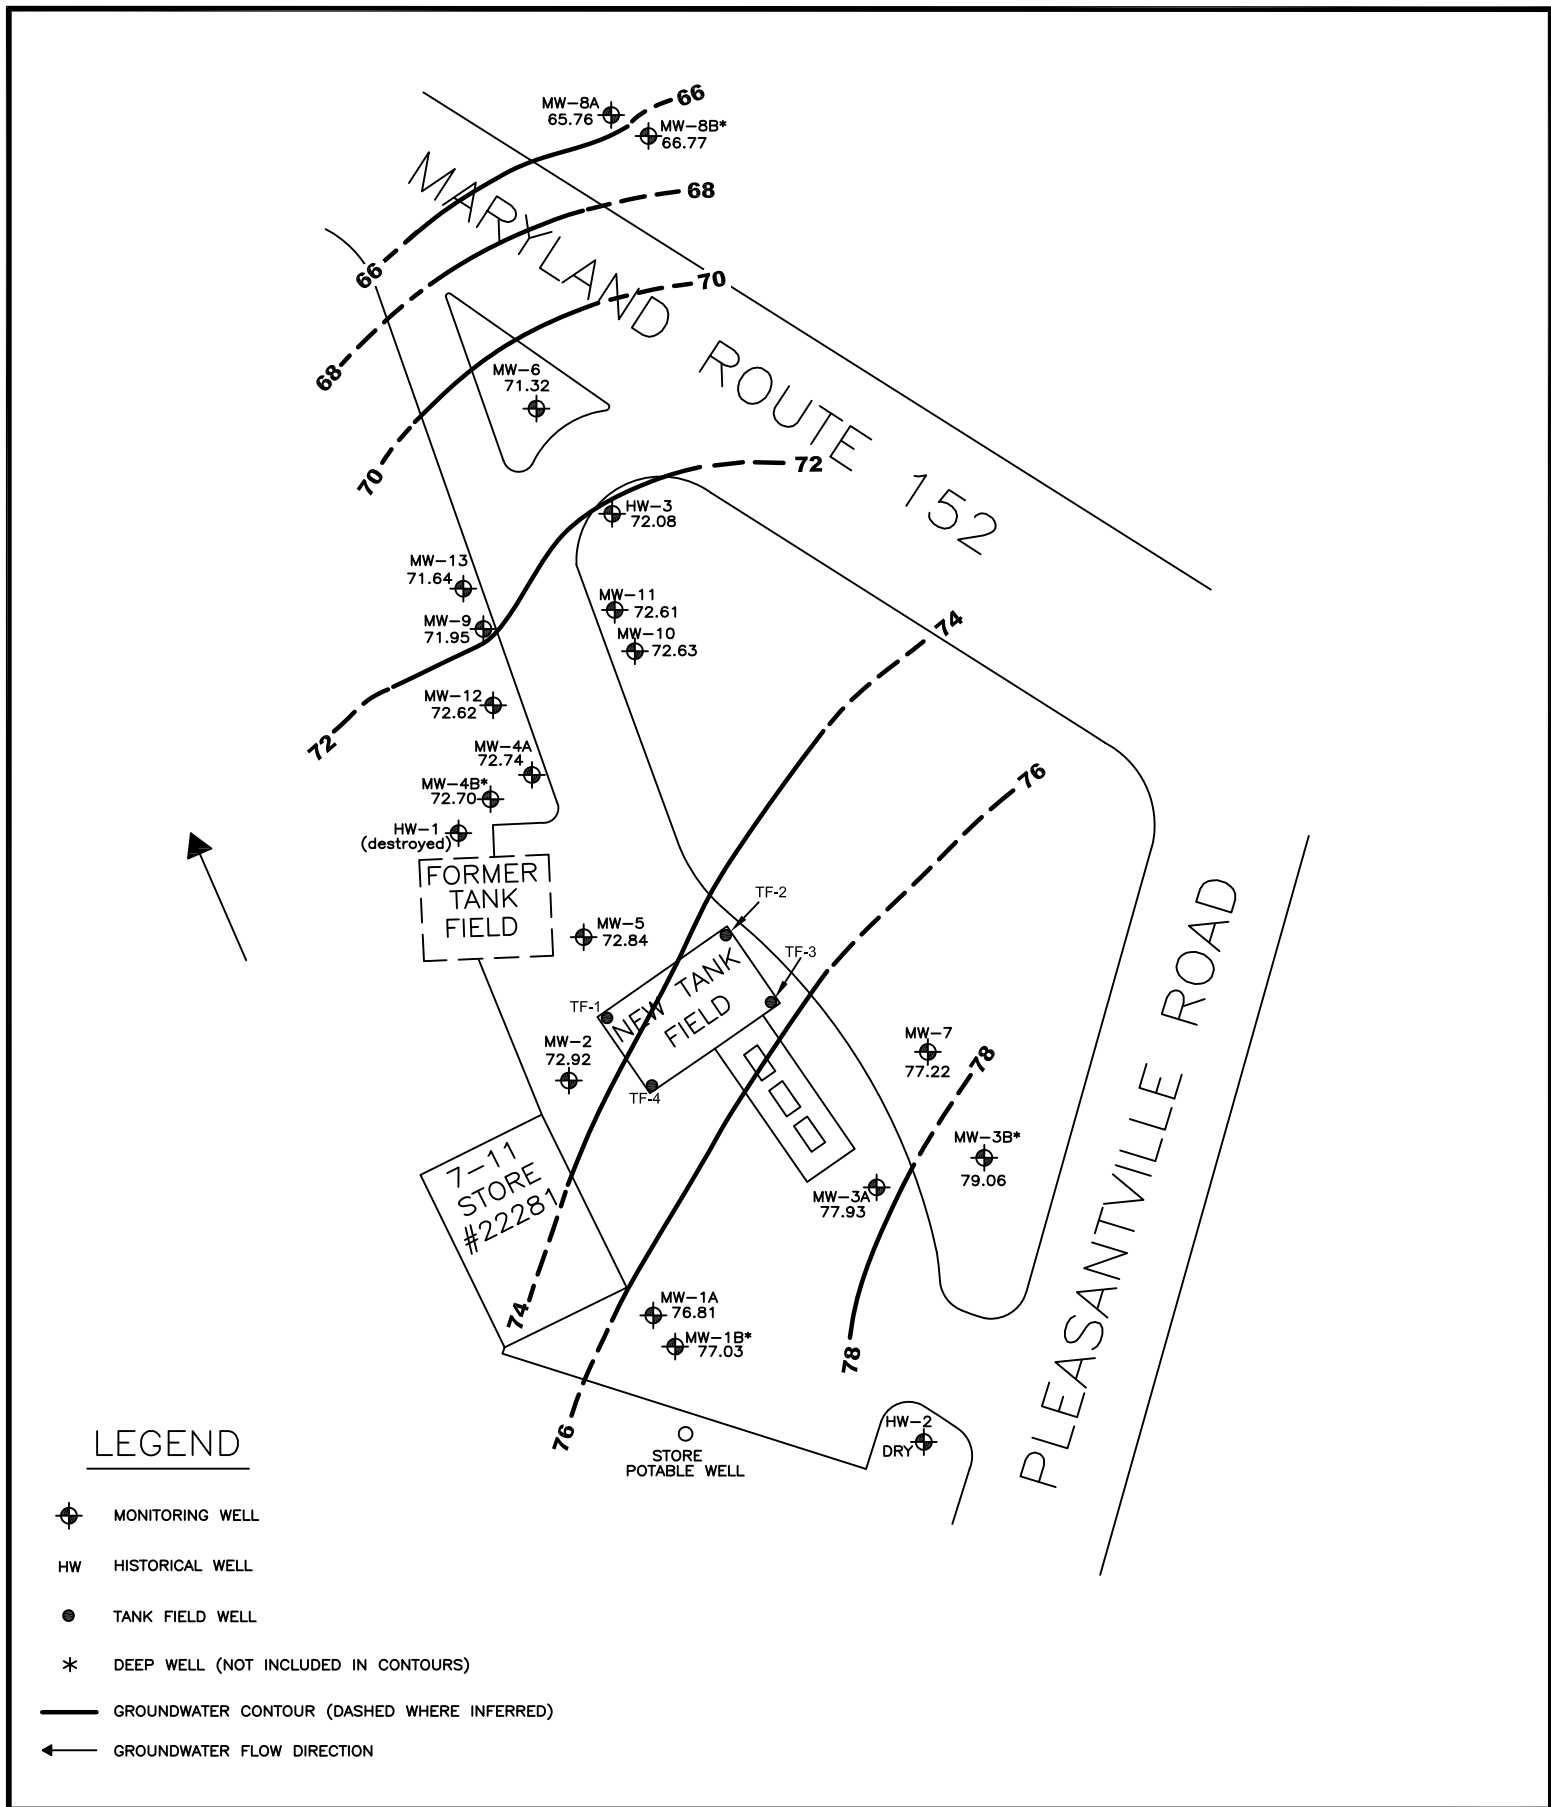 MW-8A
65.76
66
MW-8B*
66.77
MARYLAND ROUTE 152
68
66
70
68
MW-6
71.32
70
72
HW-3
72.08
MW-13
71.64
MW-11
72.61
MW-9
71.95
MW-10
72.63
74
MW-12
72.62
72
MW-4A
72.74
76
MW-4B*
72.70
HW-1
(destroyed)
FORMER
TANK
FIELD
TF-2
MW-5
72.84
TF-3
NEW TANK
FIELD
TF-1
MW-2
72.92
TF-4
MW-7
77.22
78
PLEASANTVILLE ROAD
MW-3B*
79.06
7-11
STORE
#22281
MW-3A
77.93
74
MW-1A
76.81
MW-1B*
77.03
78
76
HW-2
DRY
STORE
POTABLE WELL
LEGEND
MONITORING WELL
HW HISTORICAL WELL
TANK FIELD WELL
* DEEP WELL (NOT INCLUDED IN CONTOURS)
GROUNDWATER CONTOUR (DASHED WHERE INFERRED)
GROUNDWATER FLOW DIRECTION